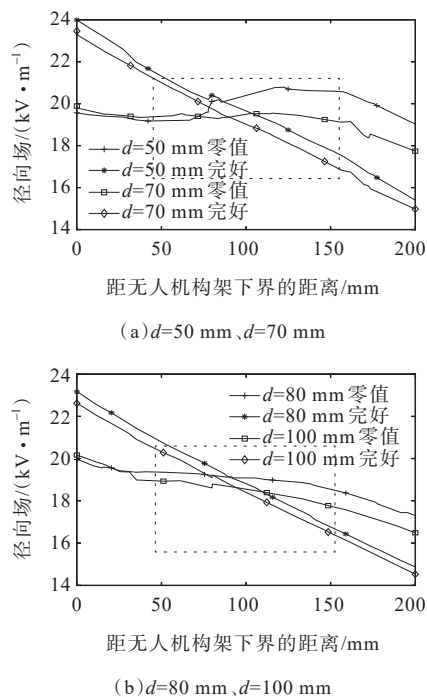 24
22
20
18
16
14
径向场/(kV·m⁻¹)
d=50 mm 零值
d=50 mm 完好
d=70 mm 零值
d=70 mm 完好
0 50 100 150 200
距无人机构架下界的距离/mm
(a)d=50 mm、d=70 mm
24
22
20
18
16
14
径向场/(kV·m⁻¹)
d=80 mm 零值
d=80 mm 完好
d=100 mm 零值
d=100 mm 完好
0 50 100 150 200
距无人机构架下界的距离/mm
(b)d=80 mm、d=100 mm